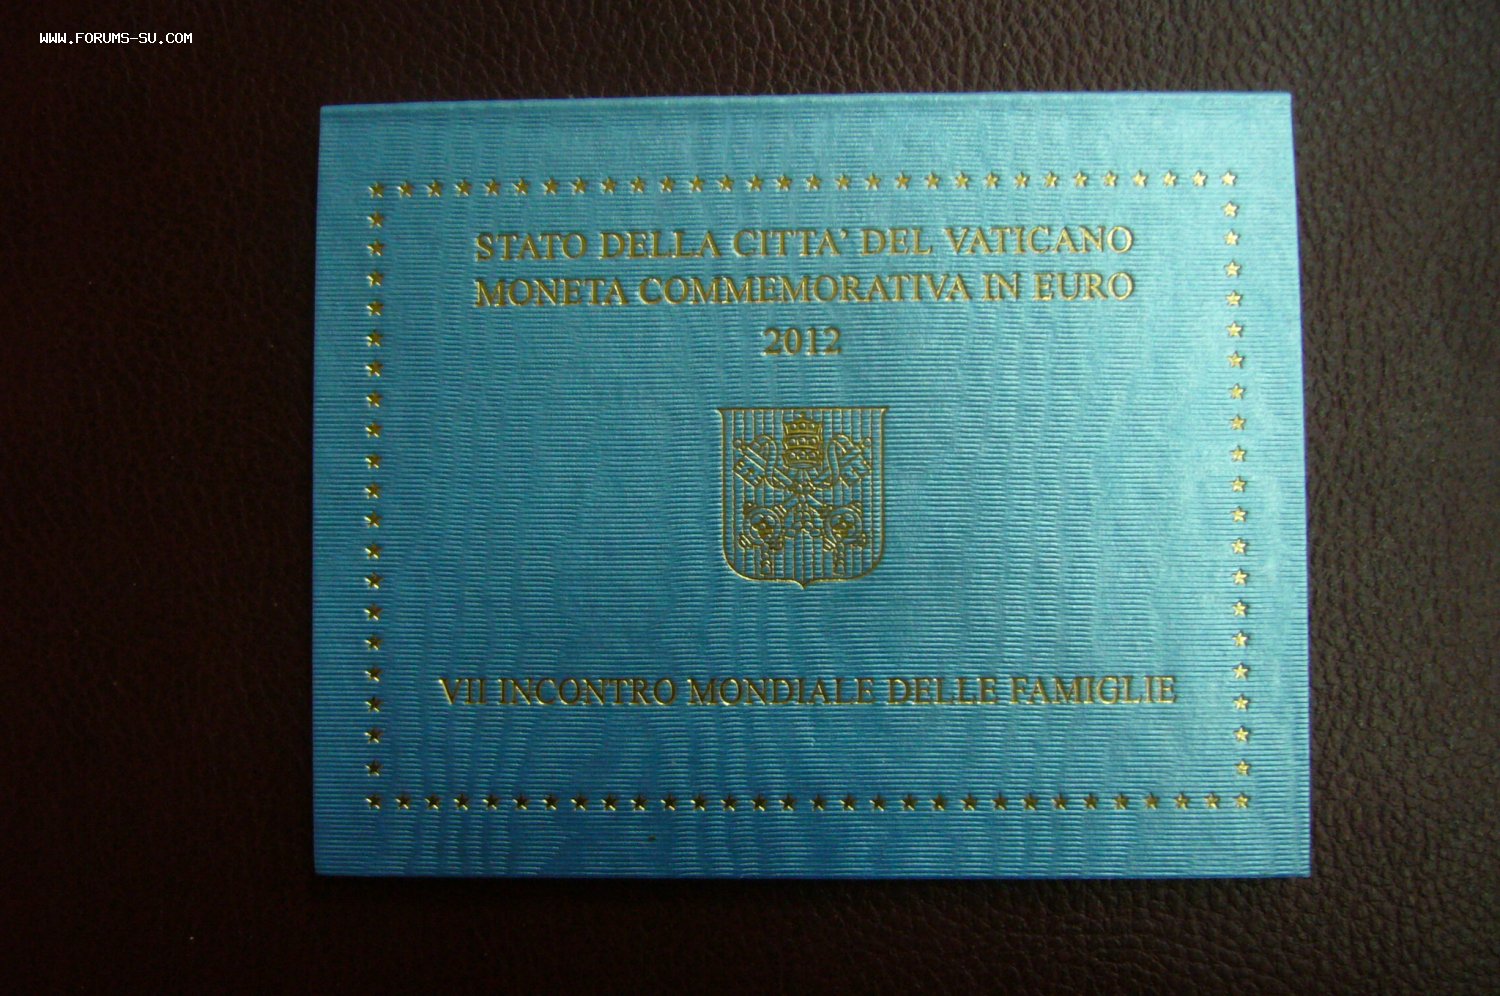 WWW.FORUMS-SU.COM
STATO DELLA CITTA' DEL VATICANO
MONETA COMMEMORATIVA IN EURO
2012
VII INCONTRO MONDIALE DELLE FAMIGLIE